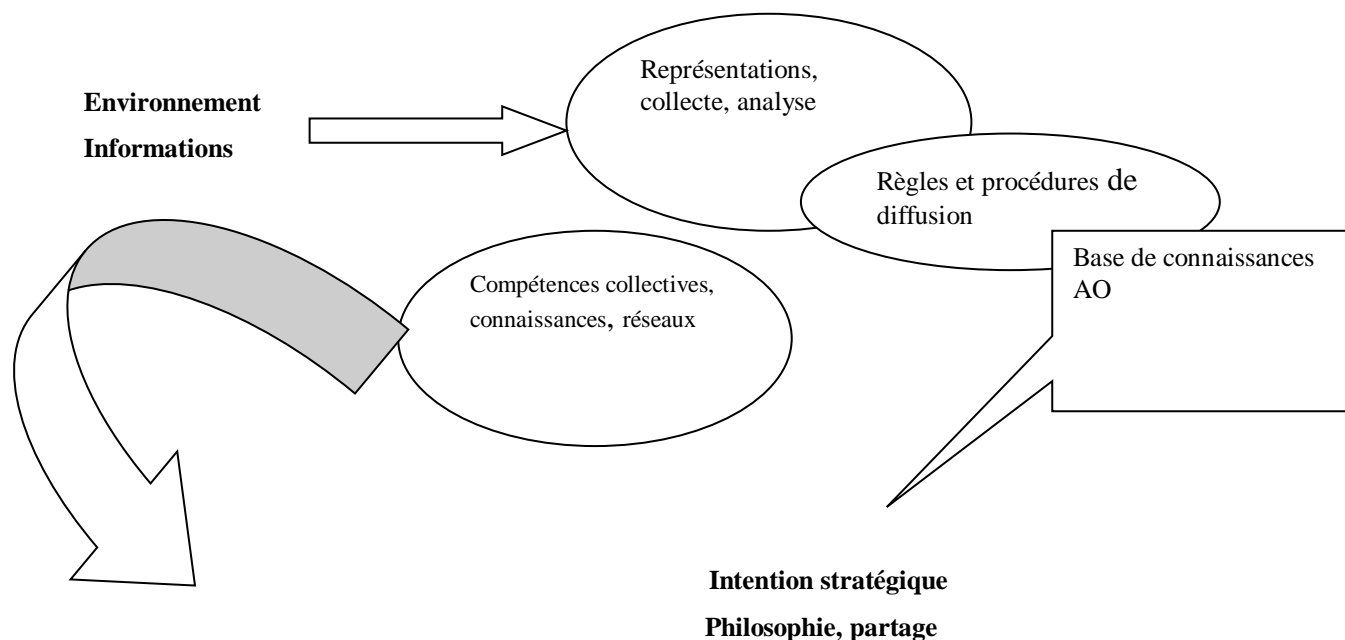 Représentations,
collecte, analyse
Environnement
Informations
Règles et procédures de
diffusion
Base de connaissances
AO
Compétences collectives,
connaissances, réseaux
Intention stratégique
Philosophie, partage